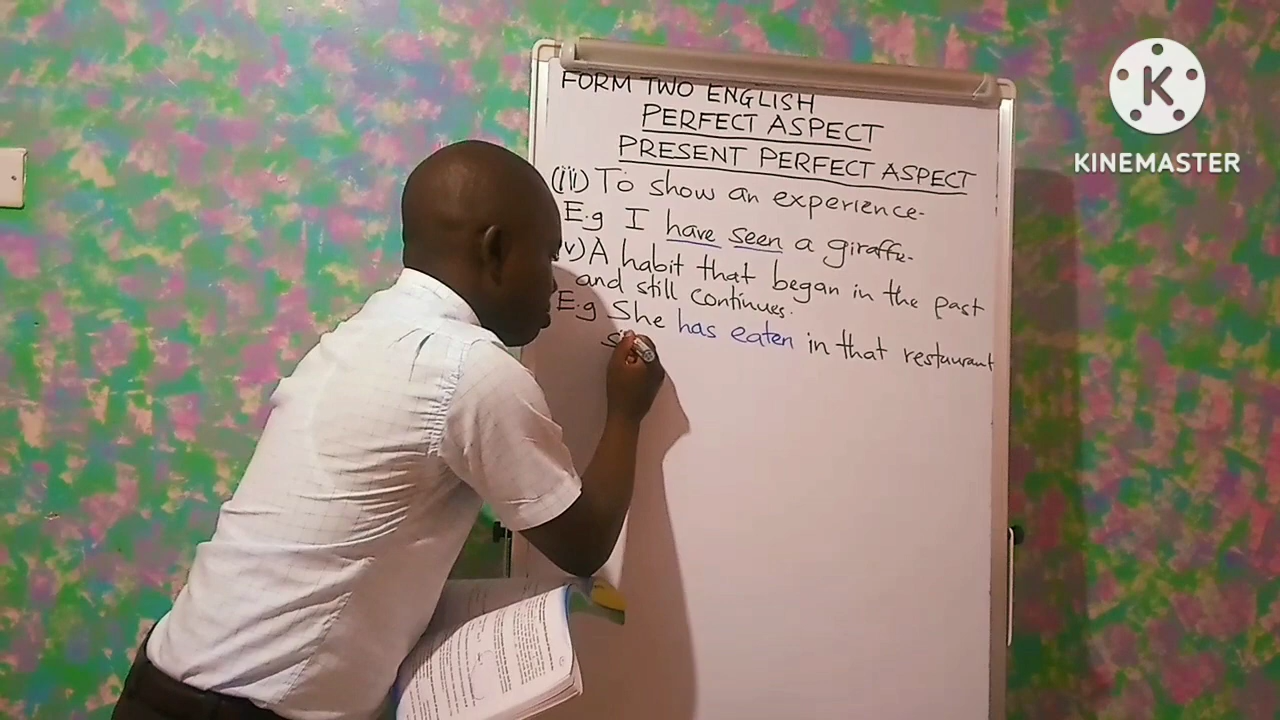 FORM TWO ENGLISH
PERFECT ASPECT
PRESENT PERFECT ASPECT
(iii) To show an experience.
E.g I have seen a giraffe.
v) A habit that began in the past
and still continues.
E.g She has eaten in that restaurant
K
KINEMASTER